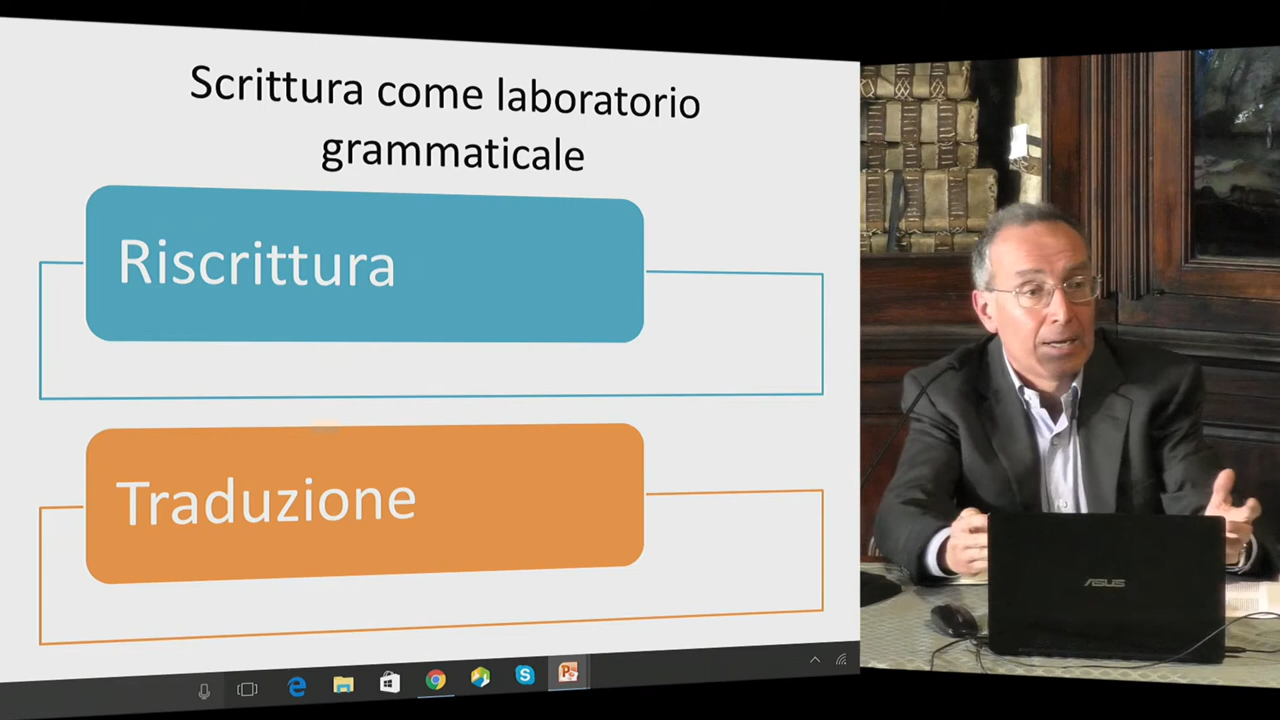 Scrittura come laboratorio
grammaticale
Riscrittura
Traduzione
ASUS